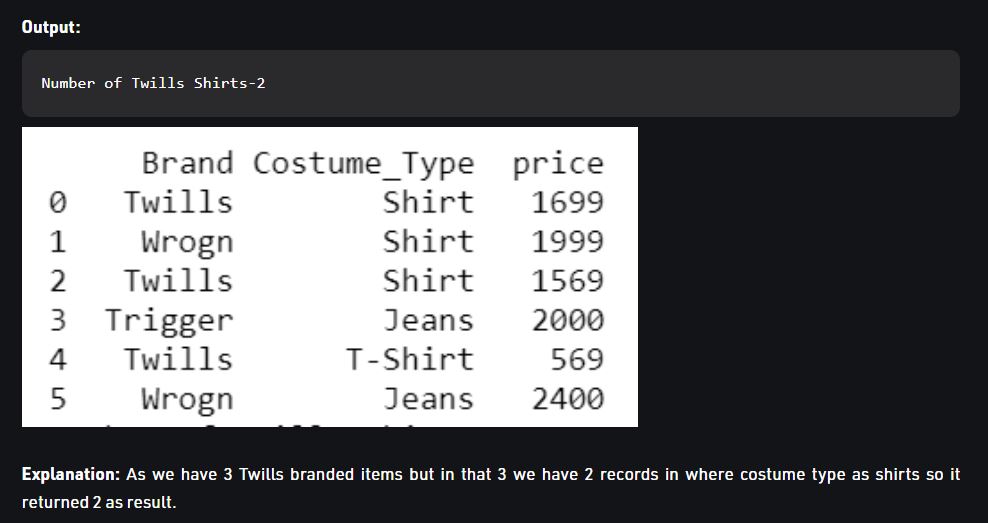 Output:
Number of Twills Shirts-2
Brand Costume_Type price
0 Twills Shirt 1699
1 Wrogn Shirt 1999
2 Twills Shirt 1569
3 Trigger Jeans 2000
4 Twills T-Shirt 569
5 Wrogn Jeans 2400
Explanation: As we have 3 Twills branded items but in that 3 we have 2 records in where costume type as shirts so it
returned 2 as result.